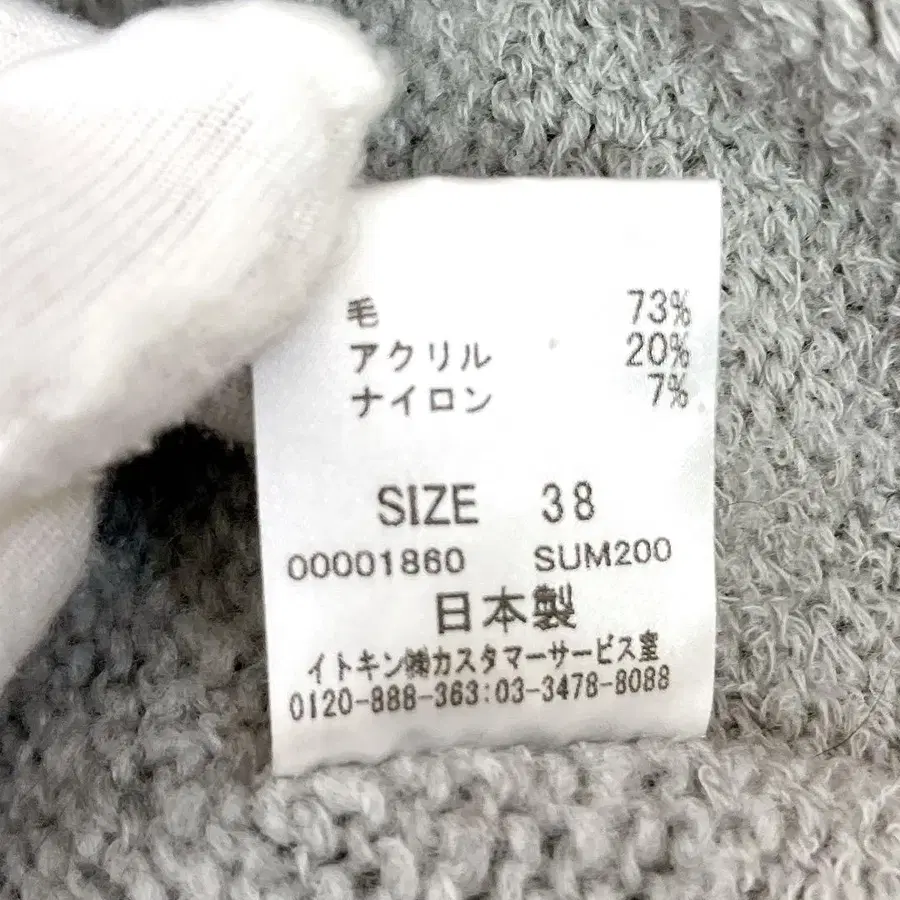 毛 73%
アクリル 20%
ナイロン 7%
SIZE 38
00001860 SUM200
日本製
イトキン㈱カスタマーサービス室
0120-888-363:03-3478-8088